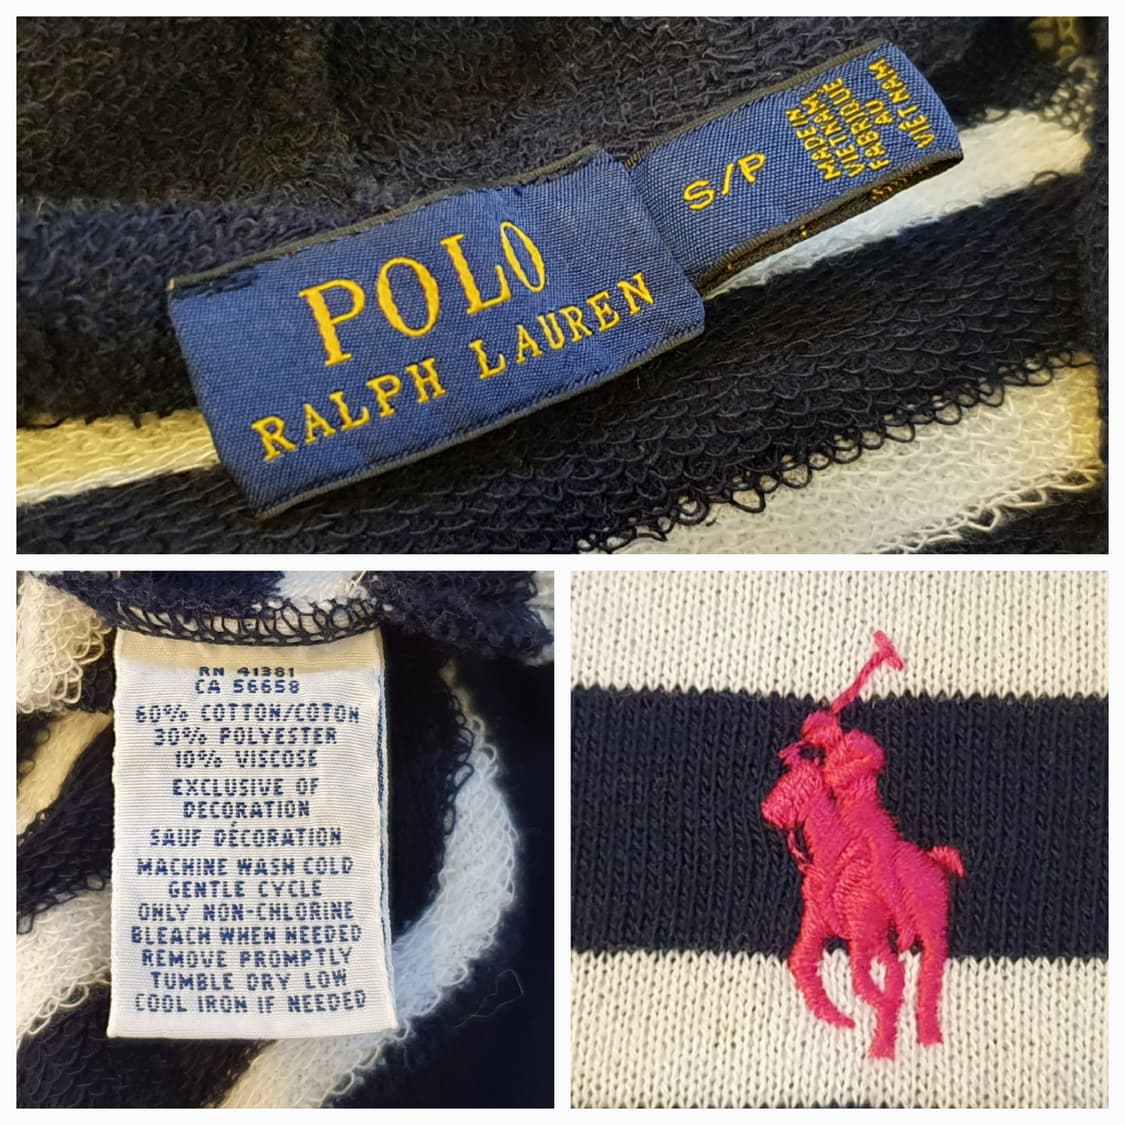 POLO
RALPH LAUREN
S/P
MADE IN
VIETNAM
FABRIQUÉ
AU
VIÊTNAM
RN 41381
CA 56658
60% COTTON/COTON
30% POLYESTER
10% VISCOSE
EXCLUSIVE OF
DECORATION
SAUF DÉCORATION
MACHINE WASH COLD
GENTLE CYCLE
ONLY NON-CHLORINE
BLEACH WHEN NEEDED
REMOVE PROMPTLY
TUMBLE DRY LOW
COOL IRON IF NEEDED